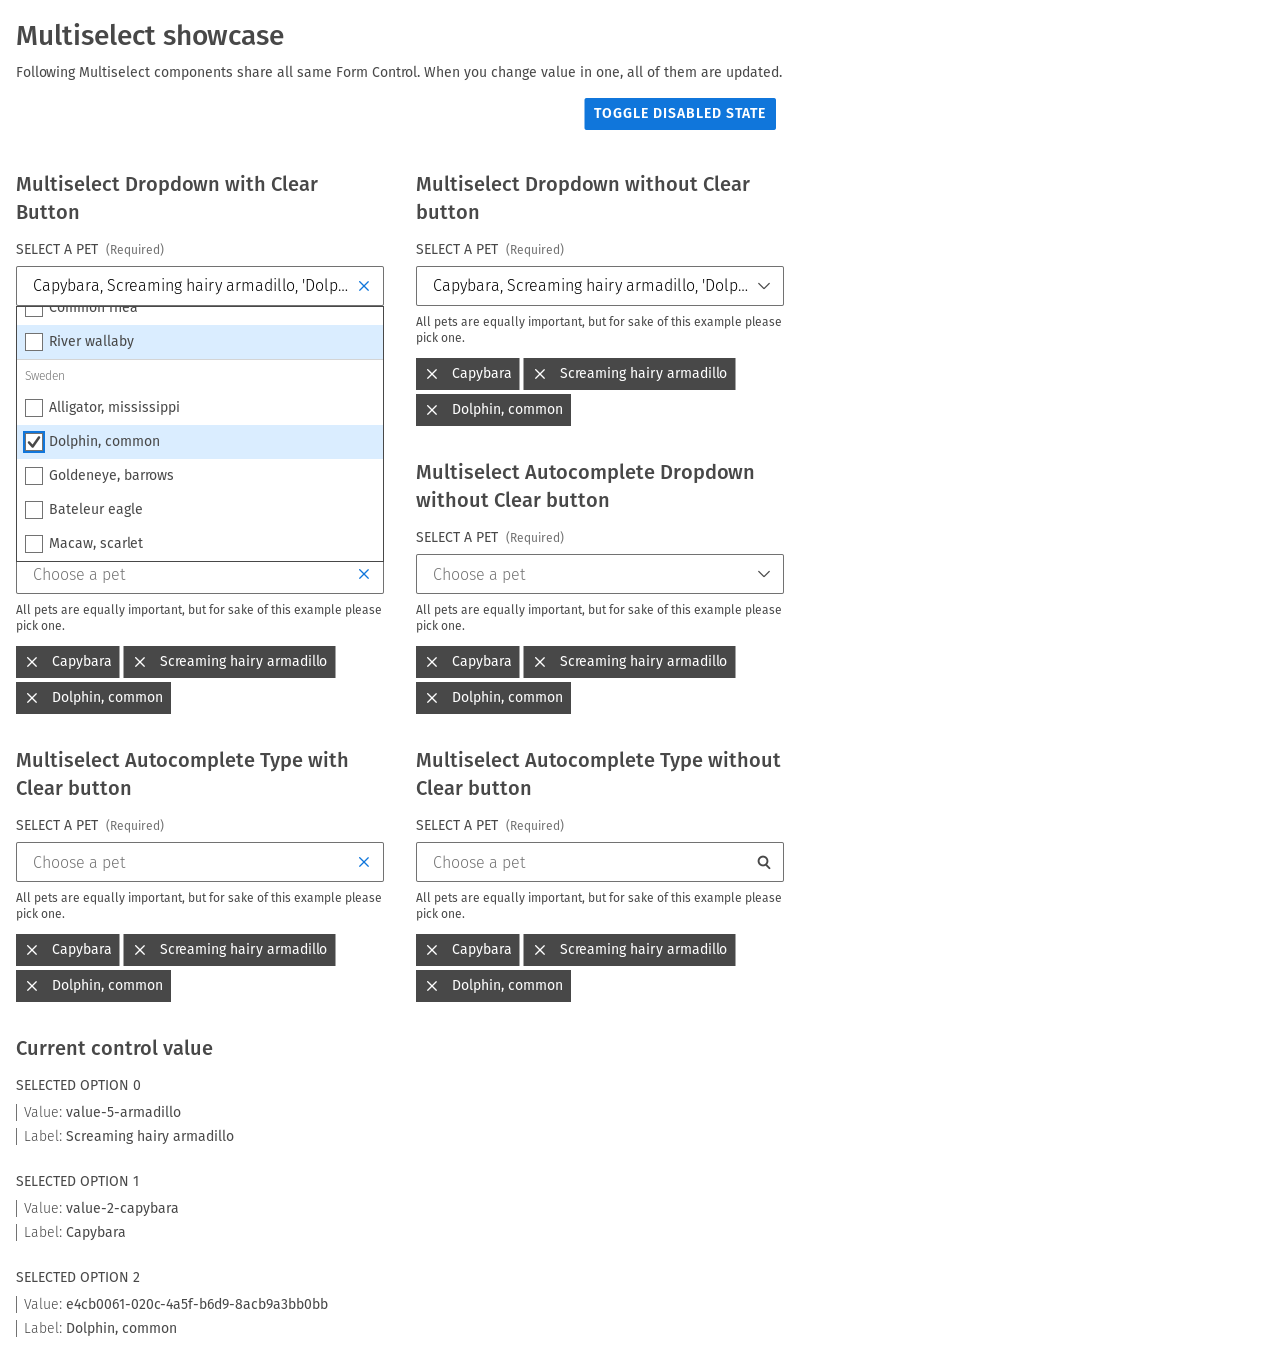 Multiselect showcase
Following Multiselect components share all same Form Control. When you change value in one, all of them are updated.
TOGGLE DISABLED STATE
Multiselect Dropdown with Clear
Button
SELECT A PET (Required)
Capybara, Screaming hairy armadillo, 'Dolp...
Common rhea
River wallaby
Sweden
Alligator, mississippi
Dolphin, common
Goldeneye, barrows
Bateleur eagle
Macaw, scarlet
Multiselect Dropdown without Clear
button
SELECT A PET (Required)
Capybara, Screaming hairy armadillo, 'Dolp...
All pets are equally important, but for sake of this example please
pick one.
Capybara
Screaming hairy armadillo
Dolphin, common
Choose a pet
All pets are equally important, but for sake of this example please
pick one.
Capybara
Screaming hairy armadillo
Dolphin, common
Multiselect Autocomplete Dropdown
without Clear button
SELECT A PET (Required)
Choose a pet
All pets are equally important, but for sake of this example please
pick one.
Capybara
Screaming hairy armadillo
Dolphin, common
Multiselect Autocomplete Type with
Clear button
SELECT A PET (Required)
Choose a pet
All pets are equally important, but for sake of this example please
pick one.
Capybara
Screaming hairy armadillo
Dolphin, common
Multiselect Autocomplete Type without
Clear button
SELECT A PET (Required)
Choose a pet
All pets are equally important, but for sake of this example please
pick one.
Capybara
Screaming hairy armadillo
Dolphin, common
Current control value
SELECTED OPTION 0
Value: value-5-armadillo
Label: Screaming hairy armadillo
SELECTED OPTION 1
Value: value-2-capybara
Label: Capybara
SELECTED OPTION 2
Value: e4cb0061-020c-4a5f-b6d9-8acb9a3bb0bb
Label: Dolphin, common